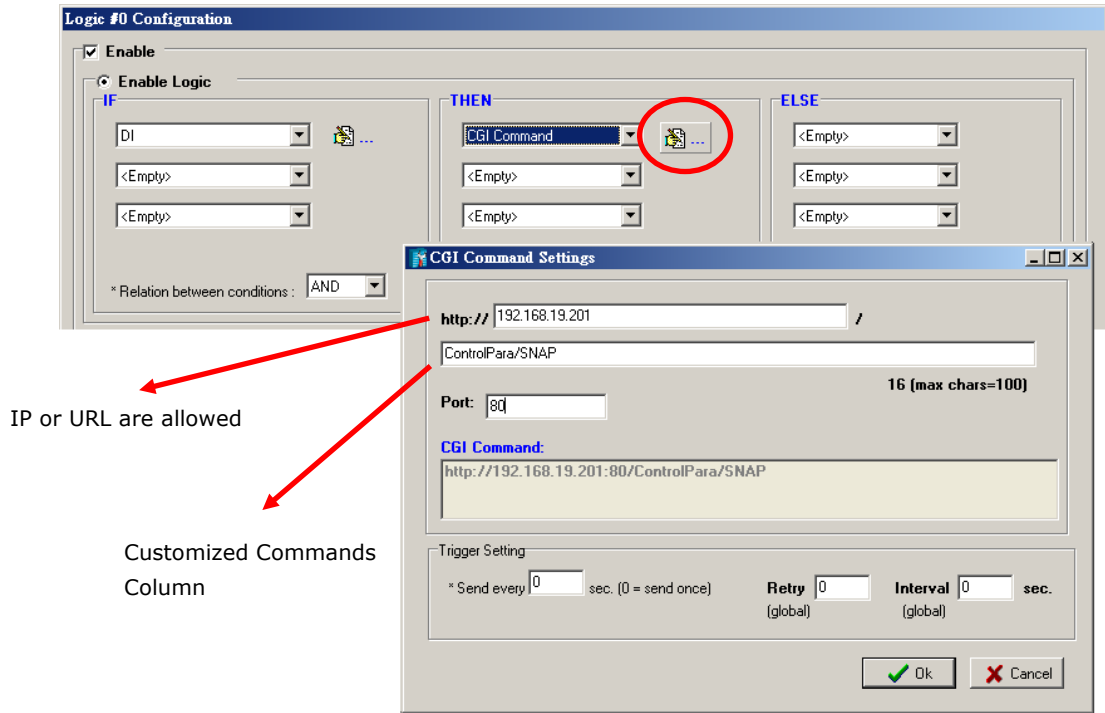 Logic #0 Configuration
Enable
Enable Logic
IF
THEN
ELSE
DI
...
CGI Command
...
<Empty>
<Empty>
<Empty>
<Empty>
<Empty>
<Empty>
<Empty>
* Relation between conditions : AND
CGI Command Settings
http:// 192.168.19.201 /
ControlPara/SNAP
16 (max chars=100)
Port: 80
CGI Command:
http://192.168.19.201:80/ControlPara/SNAP
Trigger Setting
* Send every 0 sec. (0 = send once)
Retry 0
(global)
Interval 0 sec.
(global)
Ok
Cancel
IP or URL are allowed
Customized Commands
Column